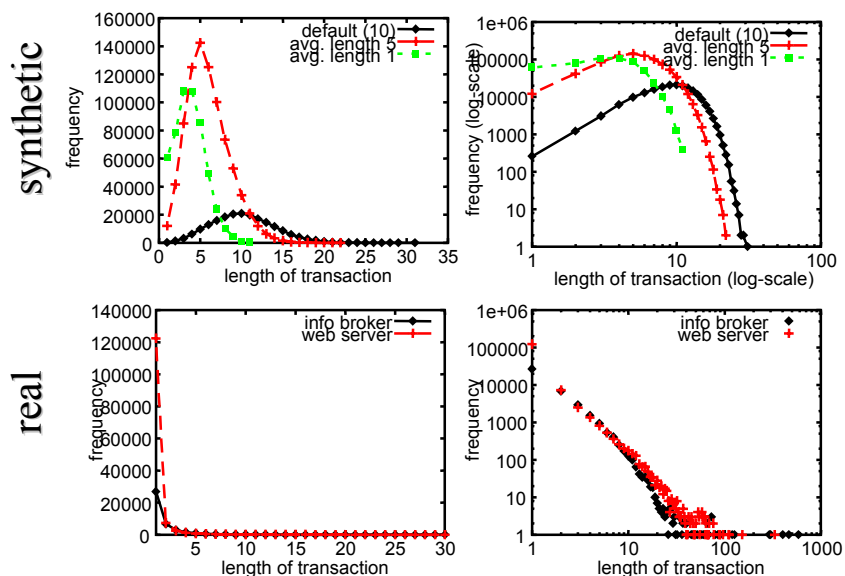 synthetic
160000
140000
120000
100000
80000
60000
40000
20000
0
frequency
default (10)
avg. length 5
avg. length 1
0 5 10 15 20 25 30 35
length of transaction
1e+06
100000
10000
1000
100
10
1
frequency (log-scale)
default (10)
avg. length 5
avg. length 1
1 10 100
length of transaction (log-scale)
real
140000
120000
100000
80000
60000
40000
20000
0
frequency
info broker
web server
5 10 15 20 25 30
length of transaction
1e+06
100000
10000
1000
100
10
1
frequency
info broker
web server
1 10 100 1000
length of transaction